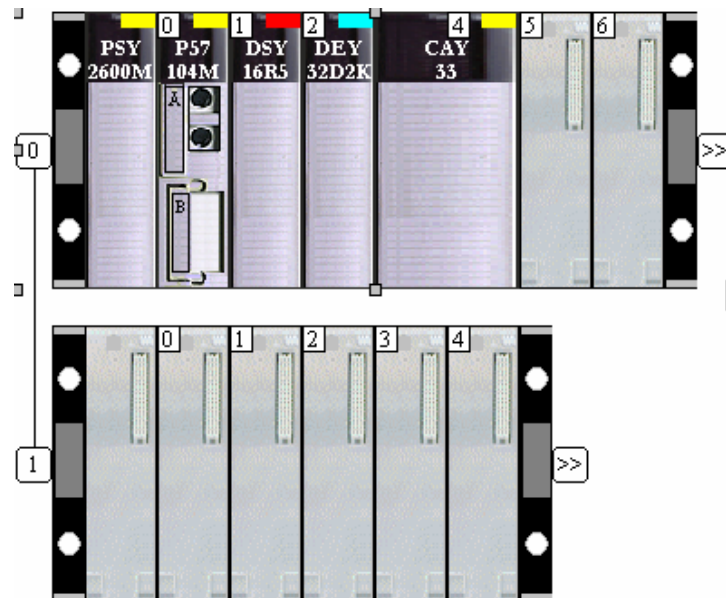 0 1 2 4 5 6
PSY P57 DSY DEY CAY
2600M 104M 16R5 32D2K 33
A
0 >>
B
0 1 2 3 4
1 >>